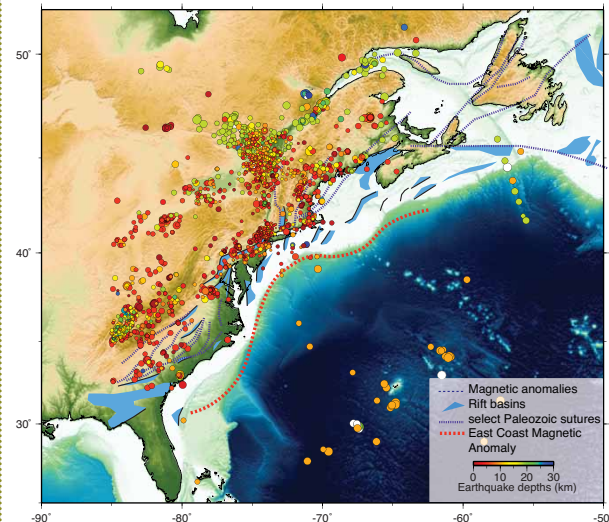 50˚
40˚
30˚
-90˚
-80˚
-70˚
-60˚
-50
Magnetic anomalies
Rift basins
select Paleozoic sutures
East Coast Magnetic
Anomaly
0 10 20 30
Earthquake depths (km)